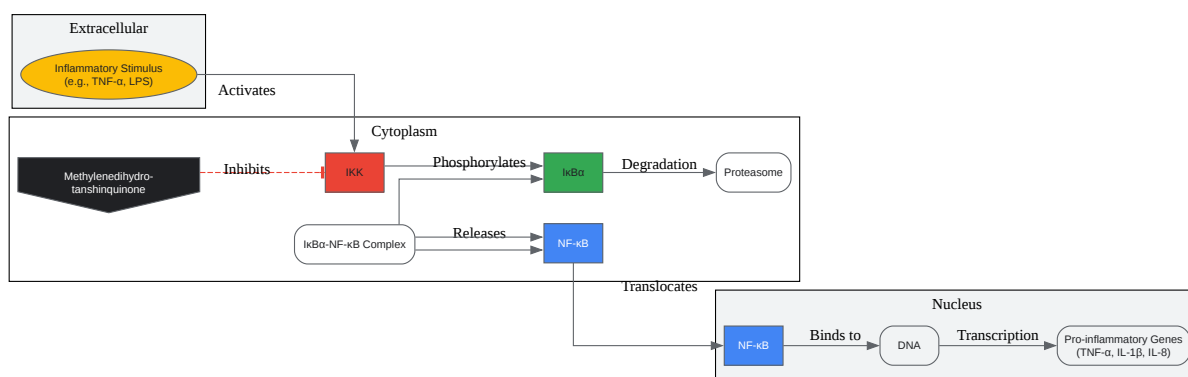 Extracellular
Inflammatory Stimulus
(e.g., TNF-α, LPS)
Activates
Cytoplasm
Methylenedihydro-
tanshinquinone
Inhibits
IKK
Phosphorylates
IκBα
Degradation
Proteasome
IκBα-NF-κB Complex
Releases
NF-κB
Translocates
Nucleus
NF-κB
Binds to
DNA
Transcription
Pro-inflammatory Genes
(TNF-α, IL-1β, IL-8)